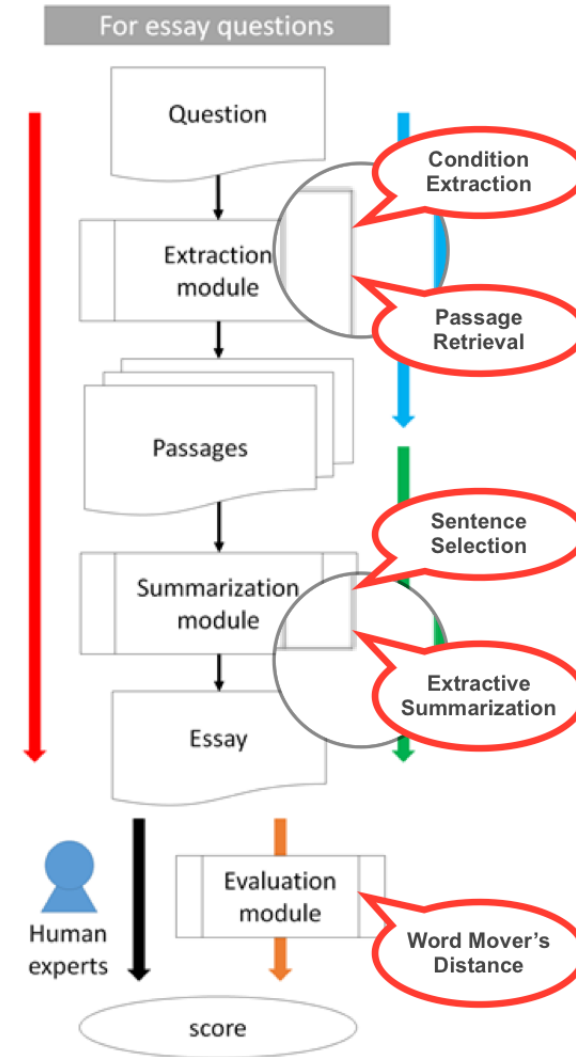 For essay questions
Question
Condition
Extraction
Extraction
module
Passage
Retrieval
Passages
Sentence
Selection
Summarization
module
Extractive
Summarization
Essay
Evaluation
module
Human
experts
Word Mover's
Distance
score